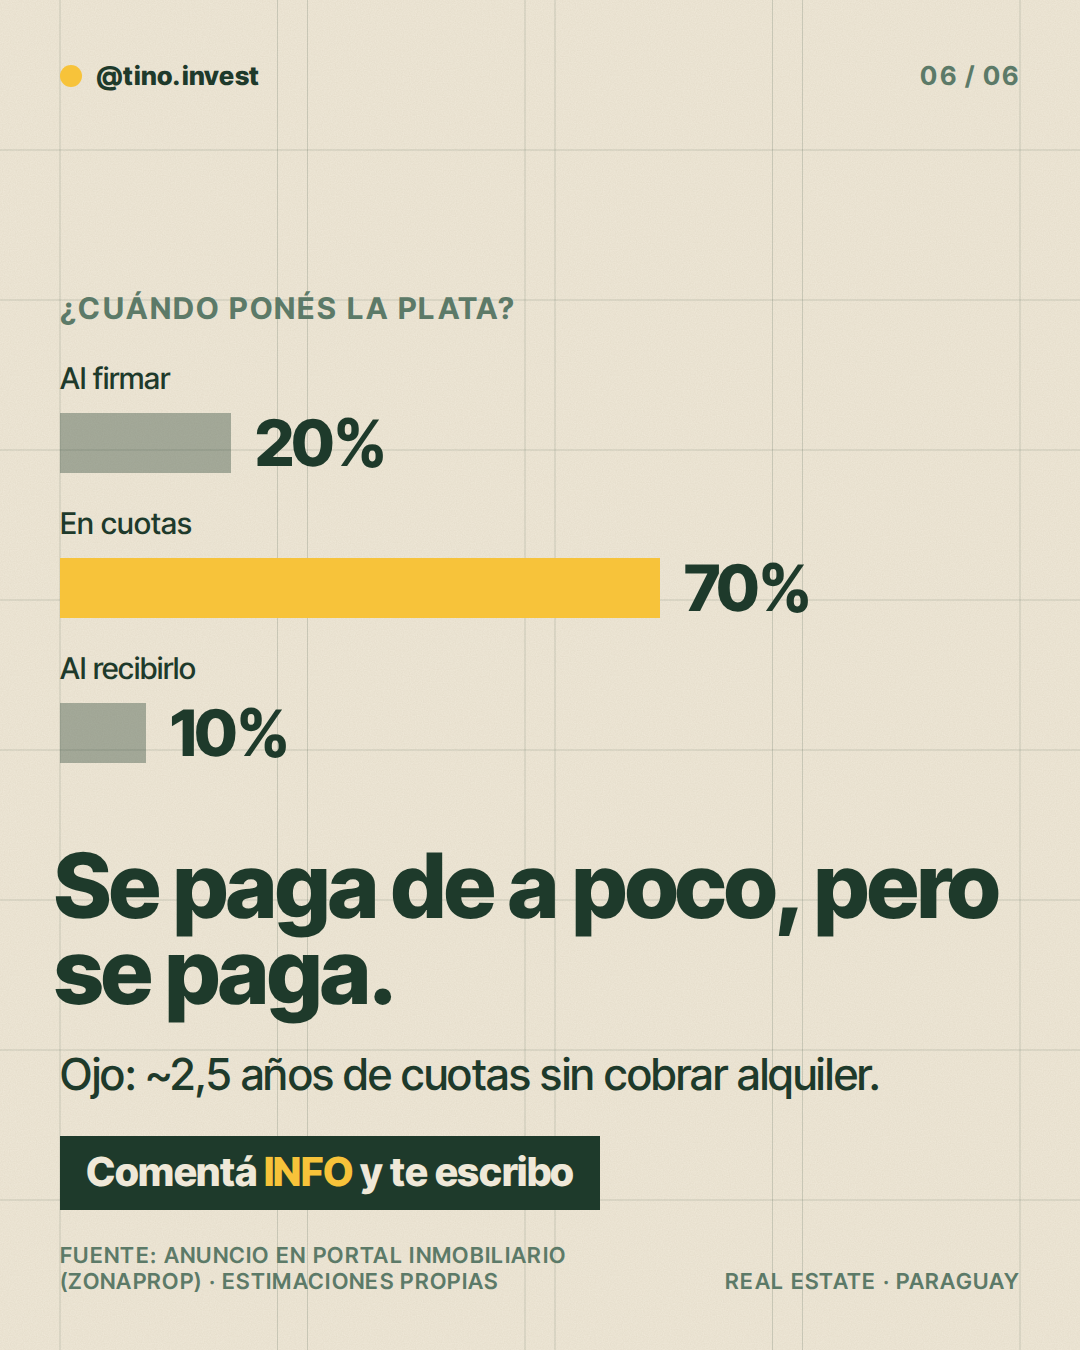 @tino.invest
06 / 06
¿CUÁNDO PONÉS LA PLATA?
Al firmar
20%
En cuotas
70%
Al recibirlo
10%
Se paga de a poco, pero
se paga.
Ojo: ~2,5 años de cuotas sin cobrar alquiler.
Comentá INFO y te escribo
FUENTE: ANUNCIO EN PORTAL INMOBILIARIO
(ZONAPROP) · ESTIMACIONES PROPIAS
REAL ESTATE · PARAGUAY